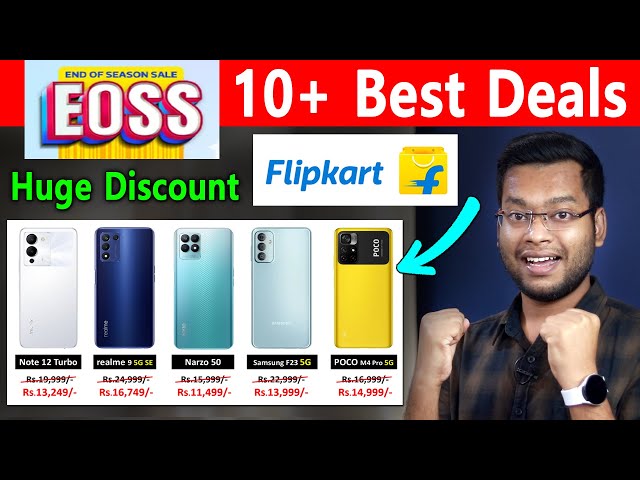 END OF SEASON SALE
EOSS
10+ Best Deals
Huge Discount
Flipkart
f
POCO
realme
SAMSUNG
Note 12 Turbo
realme 9 5G SE
Narzo 50
Samsung F23 5G
POCO M4 Pro 5G
Rs.19,999/-
Rs.24,999/-
Rs.15,999/-
Rs.22,999/-
Rs.16,999/-
Rs.13,249/-
Rs.16,749/-
Rs.11,499/-
Rs.13,999/-
Rs.14,999/-